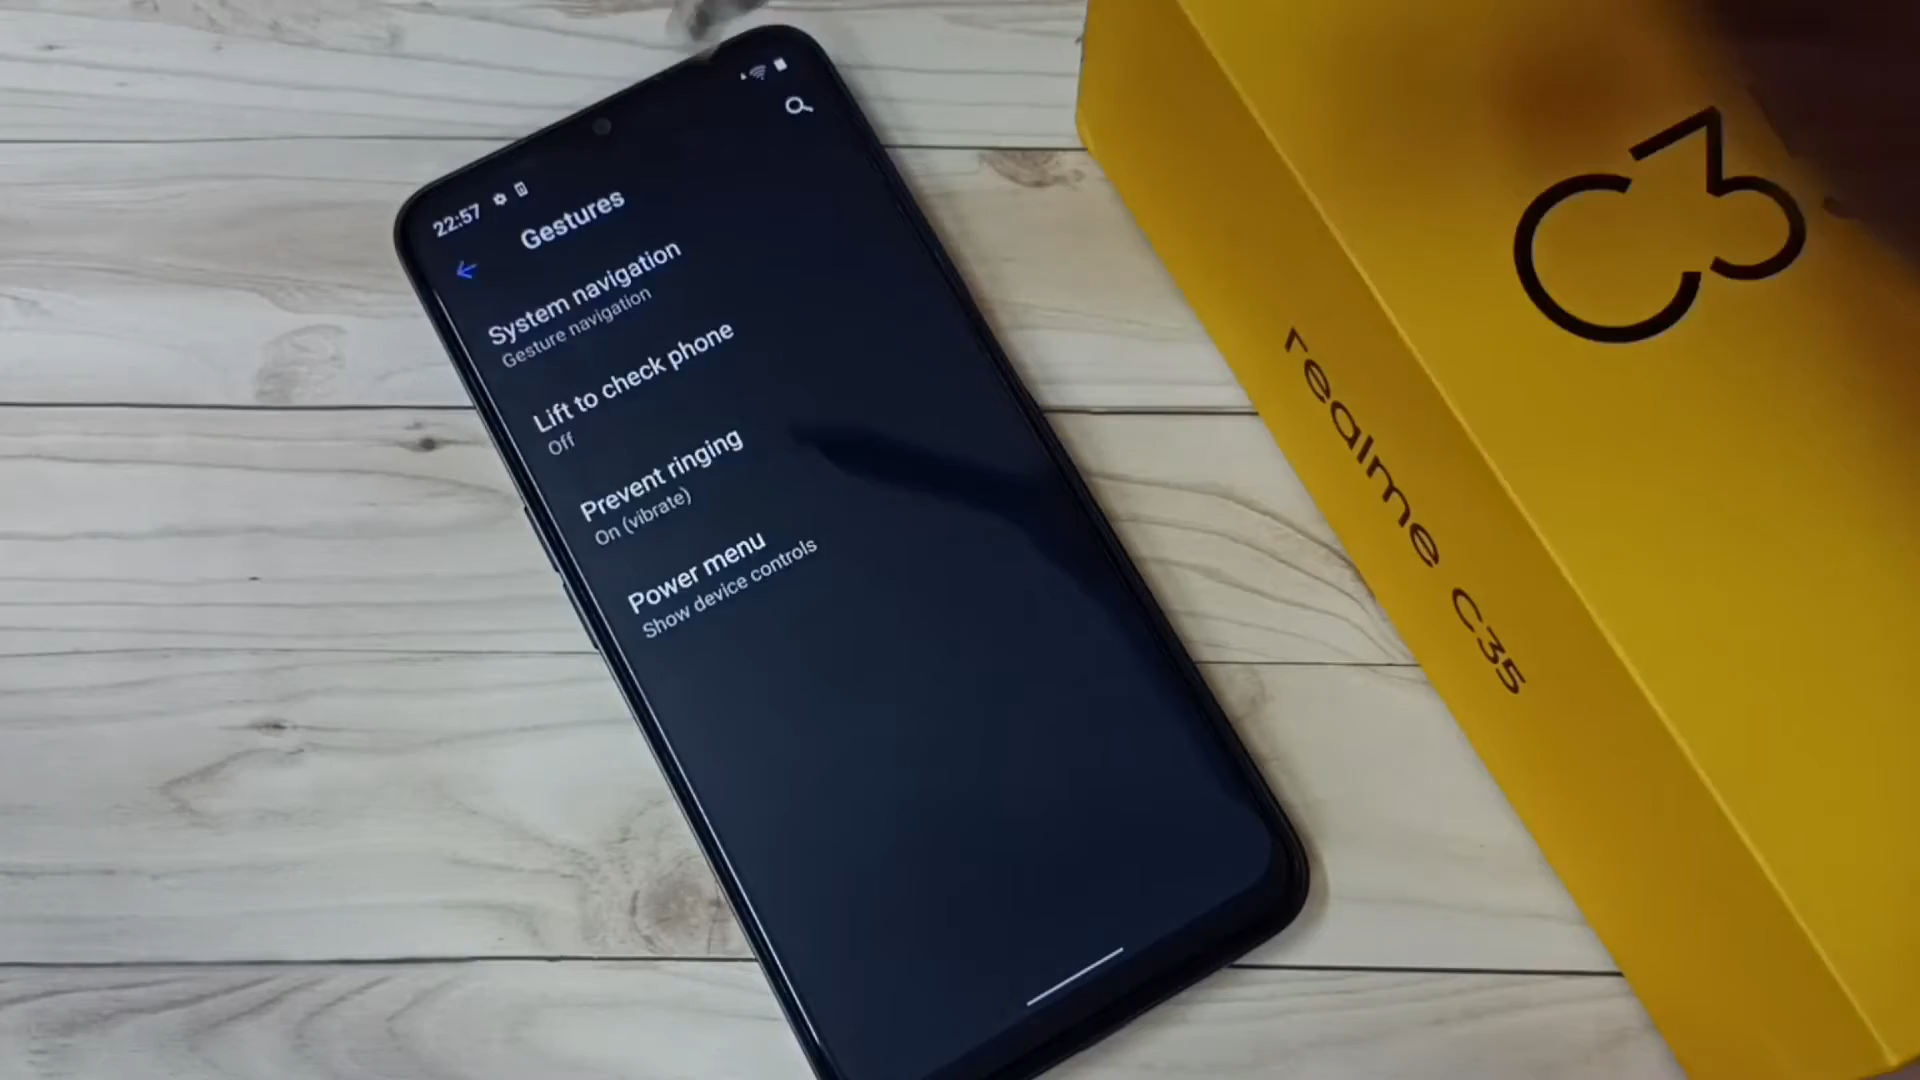 22:57
Gestures
System navigation
Gesture navigation
Lift to check phone
Off
Prevent ringing
On (vibrate)
Power menu
Show device controls
C3
realme C35